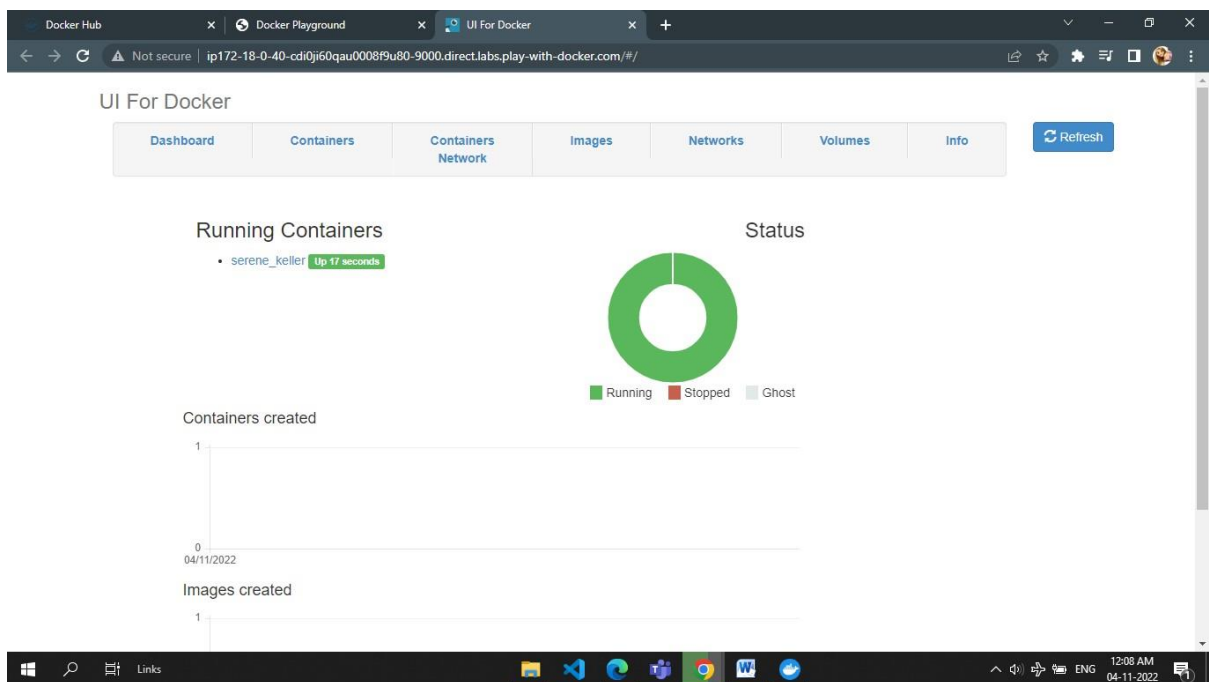 Docker Hub
Docker Playground
UI For Docker
Not secure | ip172-18-0-40-cdi0ji60qau0008f9u80-9000.direct.labs.play-with-docker.com/#/
UI For Docker
Dashboard
Containers
Containers
Network
Images
Networks
Volumes
Info
Refresh
Running Containers
serene_keller Up 17 seconds
Status
Running Stopped Ghost
Containers created
1
0
04/11/2022
Images created
1
Links
ENG
12:08 AM
04-11-2022